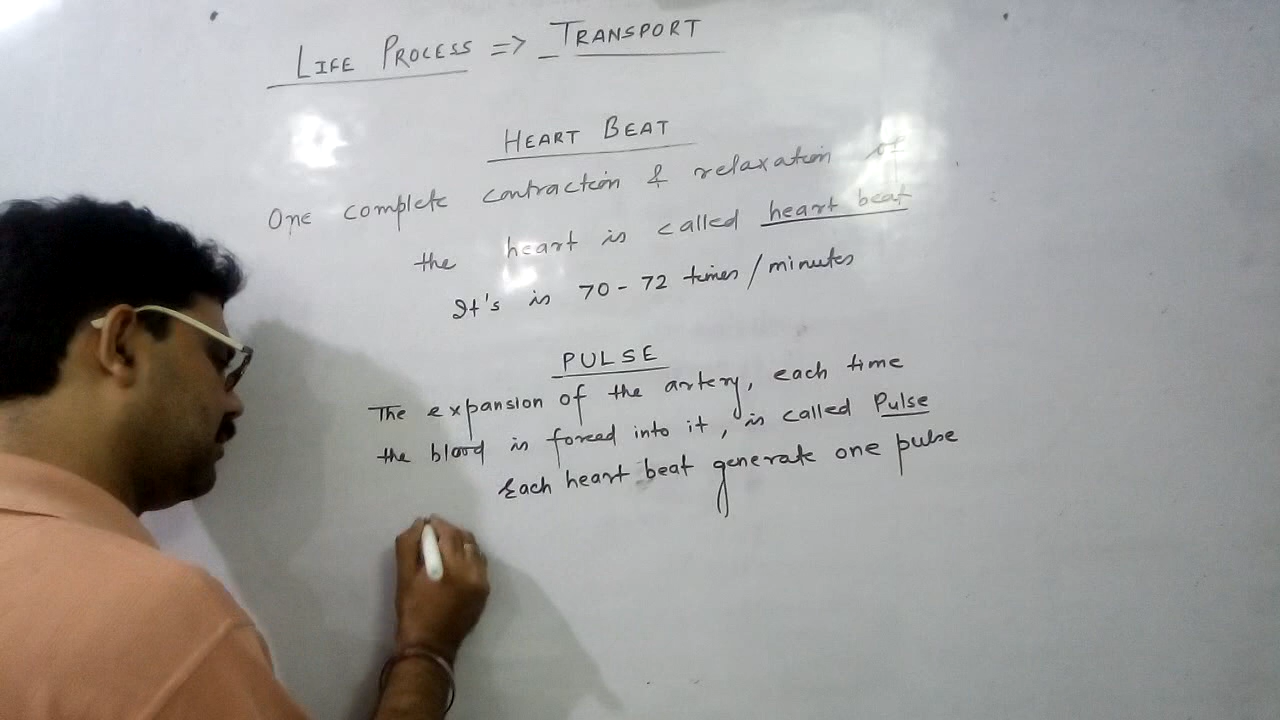 LIFE PROCESS => TRANSPORT
HEART BEAT
One complete contraction & relaxation of
the heart is called heart beat
It's is 70-72 times/minutes
PULSE
The expansion of the artery, each time
the blood is forced into it, is called Pulse
Each heart beat generate one pulse